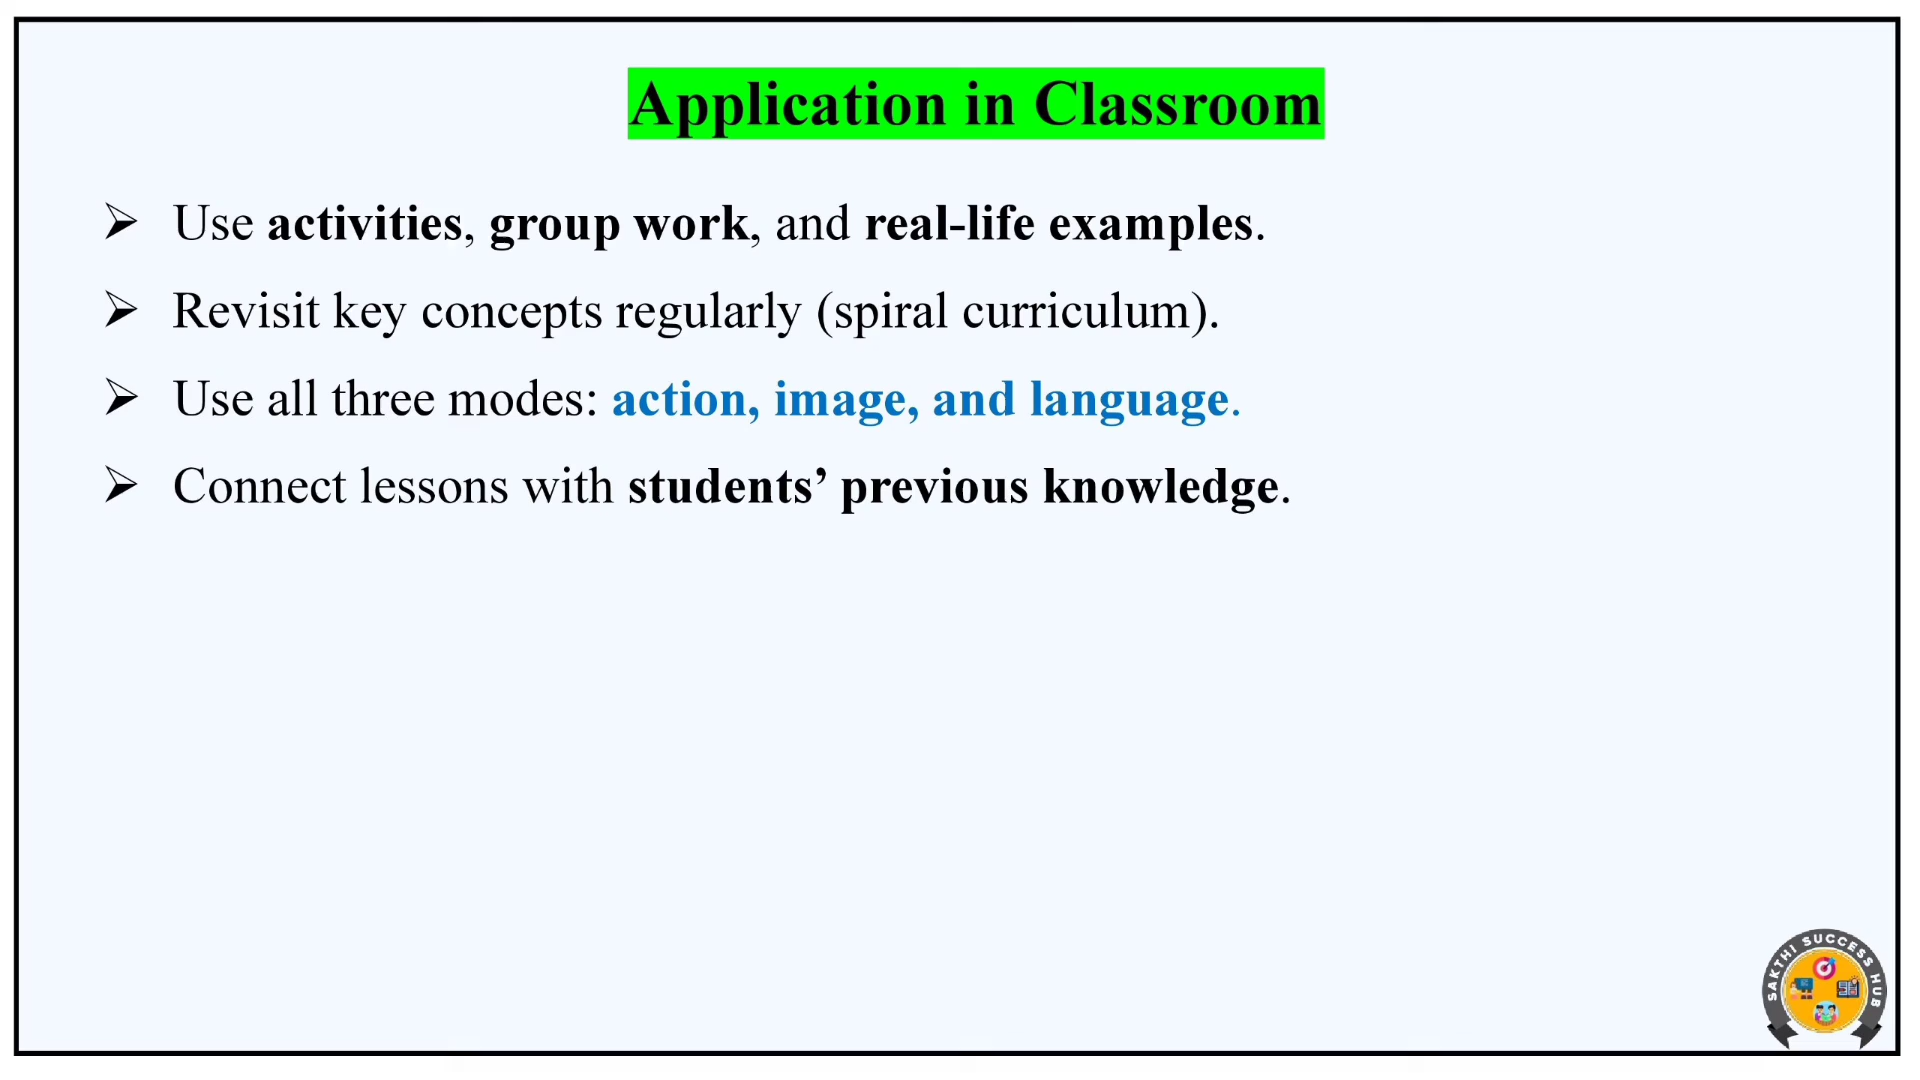 Application in Classroom
➢ Use activities, group work, and real-life examples.
➢ Revisit key concepts regularly (spiral curriculum).
➢ Use all three modes: action, image, and language.
➢ Connect lessons with students’ previous knowledge.
SAKTHI SUCCESS HUB